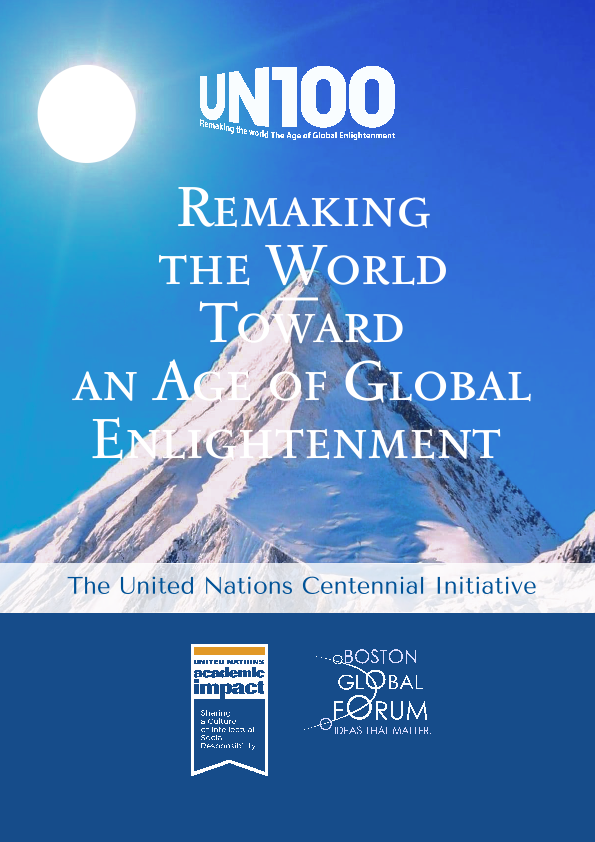 UN100
Remaking the world The Age of Global Enlightenment
REMAKING
THE WORLD
TOWARD
AN AGE OF GLOBAL
ENLIGHTENMENT
The United Nations Centennial Initiative
UNITED NATIONS
academic
impact
Sharing
a Culture
of Intellectual
Social
Responsibility
BOSTON
GLOBAL
FORUM
IDEAS THAT MATTER.